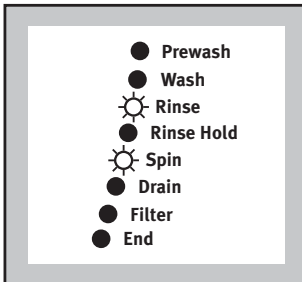 Prewash
Wash
Rinse
Rinse Hold
Spin
Drain
Filter
End